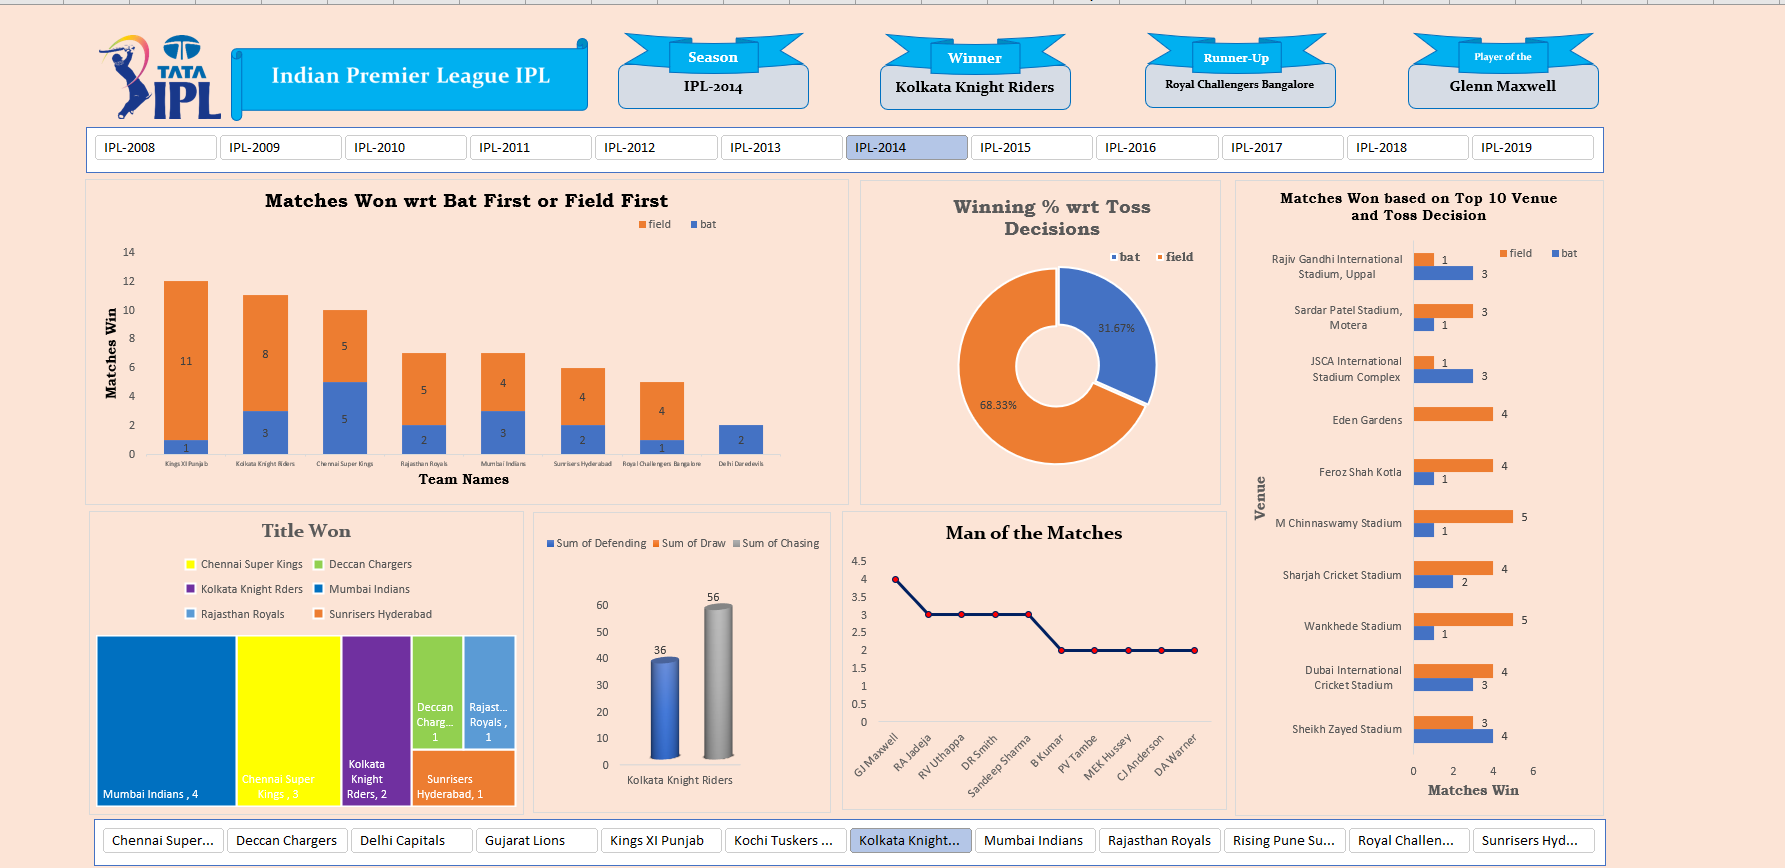 TATA
IPL
Indian Premier League IPL
Season
IPL-2014
Winner
Kolkata Knight Riders
Runner-Up
Royal Challengers Bangalore
Player of the
Glenn Maxwell
IPL-2008
IPL-2009
IPL-2010
IPL-2011
IPL-2012
IPL-2013
IPL-2014
IPL-2015
IPL-2016
IPL-2017
IPL-2018
IPL-2019
Matches Won wrt Bat First or Field First
field
bat
Matches Win
14
12
10
8
6
4
2
0
11
1
8
3
5
5
5
2
4
3
4
2
4
1
2
Kings XI Punjab
Kolkata Knight Riders
Chennai Super Kings
Rajasthan Royals
Mumbai Indians
Sunrisers Hyderabad
Royal Challengers Bangalore
Delhi Daredevils
Team Names
Winning % wrt Toss
Decisions
bat
field
31.67%
68.33%
Matches Won based on Top 10 Venue
and Toss Decision
field
bat
Venue
Rajiv Gandhi International
Stadium, Uppal
1
3
Sardar Patel Stadium,
Motera
3
1
JSCA International
Stadium Complex
1
3
Eden Gardens
4
Feroz Shah Kotla
4
1
M Chinnaswamy Stadium
5
1
Sharjah Cricket Stadium
4
2
Wankhede Stadium
5
1
Dubai International
Cricket Stadium
4
3
Sheikh Zayed Stadium
3
4
0
2
4
6
Matches Win
Title Won
Chennai Super Kings
Deccan Chargers
Kolkata Knight Rders
Mumbai Indians
Rajasthan Royals
Sunrisers Hyderabad
Mumbai Indians , 4
Chennai Super
Kings , 3
Kolkata
Knight
Rders, 2
Deccan
Charg...
1
Rajast...
Royals ,
1
Sunrisers
Hyderabad, 1
Sum of Defending
Sum of Draw
Sum of Chasing
60
50
40
30
20
10
0
36
56
Kolkata Knight Riders
Man of the Matches
4.5
4
3.5
3
2.5
2
1.5
1
0.5
0
GJ Maxwell
RA Jadeja
RV Uthappa
DR Smith
Sandeep Sharma
B Kumar
PV Tambe
MEK Hussey
CJ Anderson
DA Warner
Chennai Super...
Deccan Chargers
Delhi Capitals
Gujarat Lions
Kings XI Punjab
Kochi Tuskers ...
Kolkata Knight...
Mumbai Indians
Rajasthan Royals
Rising Pune Su...
Royal Challen...
Sunrisers Hyd...